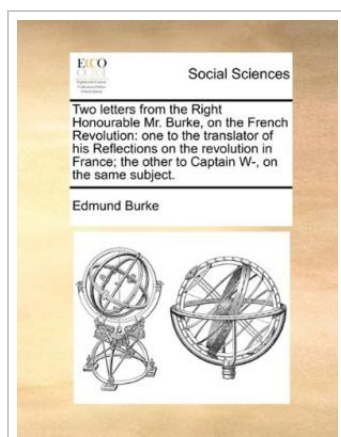 ECCO
Social Sciences
Two letters from the Right
Honourable Mr. Burke, on the French
Revolution: one to the translator of
his Reflections on the revolution in
France; the other to Captain W-, on
the same subject.
Edmund Burke